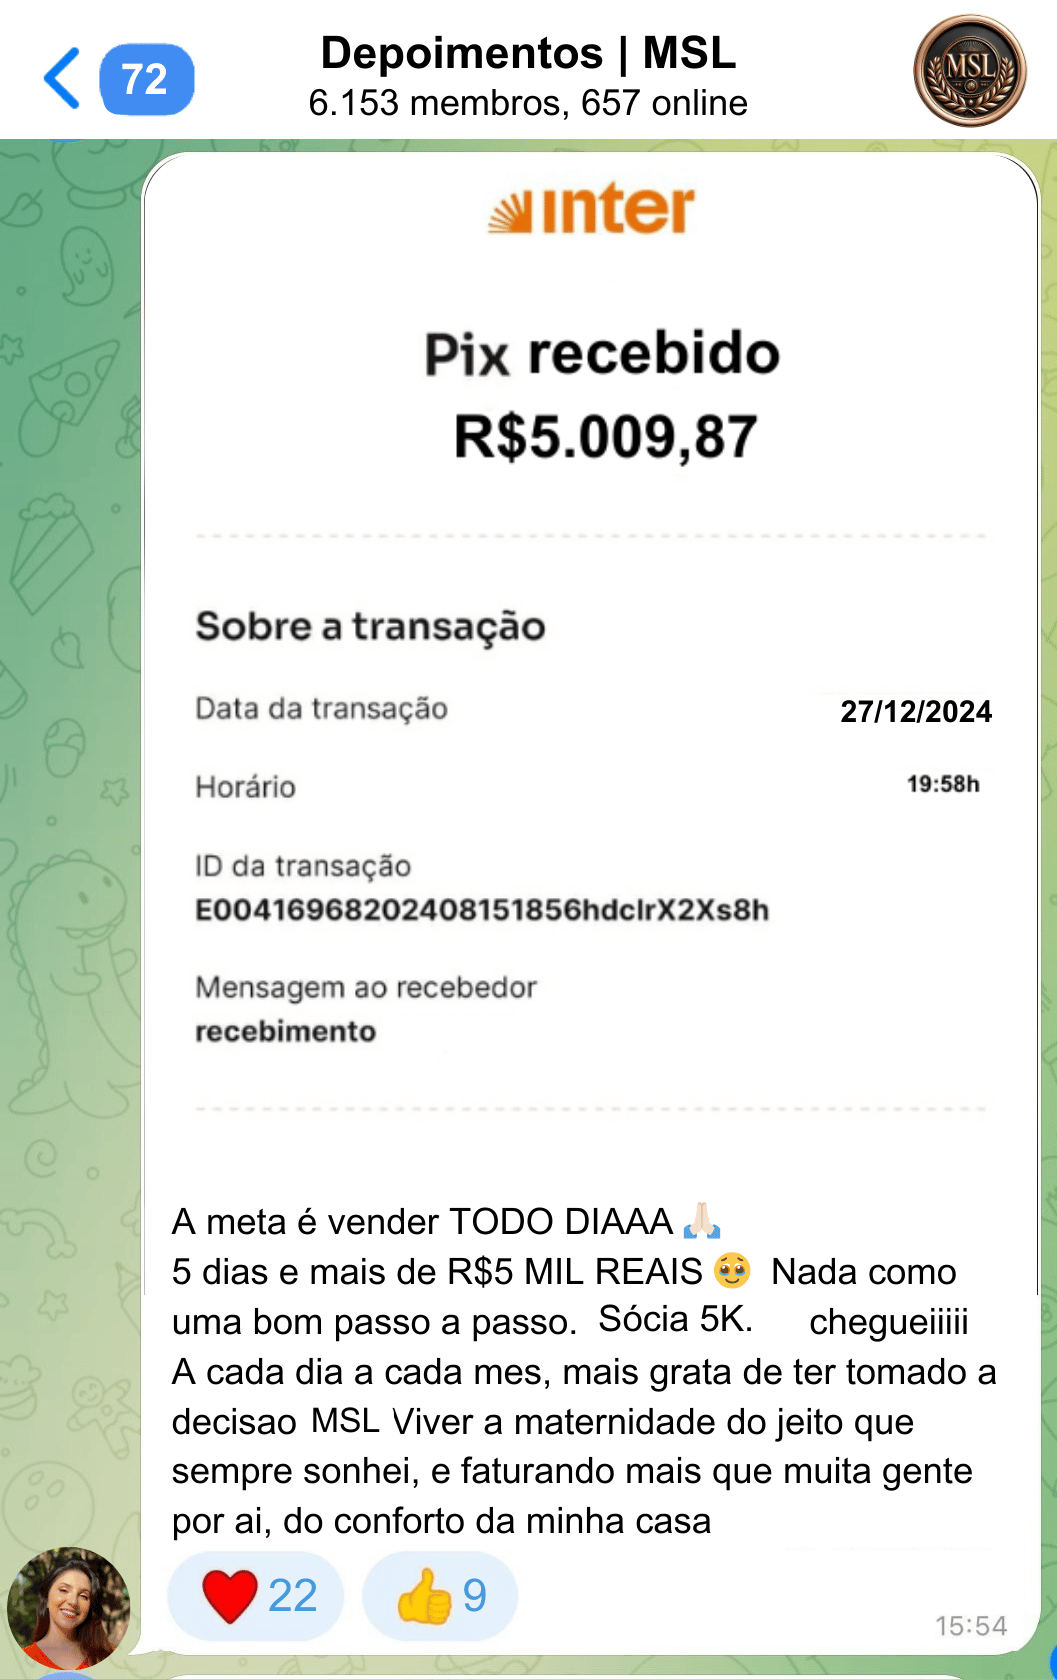 72
Depoimentos | MSL
6.153 membros, 657 online
MSL
inter
Pix recebido
R$5.009,87
Sobre a transação
Data da transação 27/12/2024
Horário 19:58h
ID da transação
E00416968202408151856hdclrX2Xs8h
Mensagem ao recebedor
recebimento
A meta é vender TODO DIAAA 🙏🏻
5 dias e mais de R$5 MIL REAIS 🥹 Nada como
uma bom passo a passo. Sócia 5K. chegueiiiii
A cada dia a cada mes, mais grata de ter tomado a
decisao MSL Viver a maternidade do jeito que
sempre sonhei, e faturando mais que muita gente
por ai, do conforto da minha casa
❤️ 22 👍 9
15:54